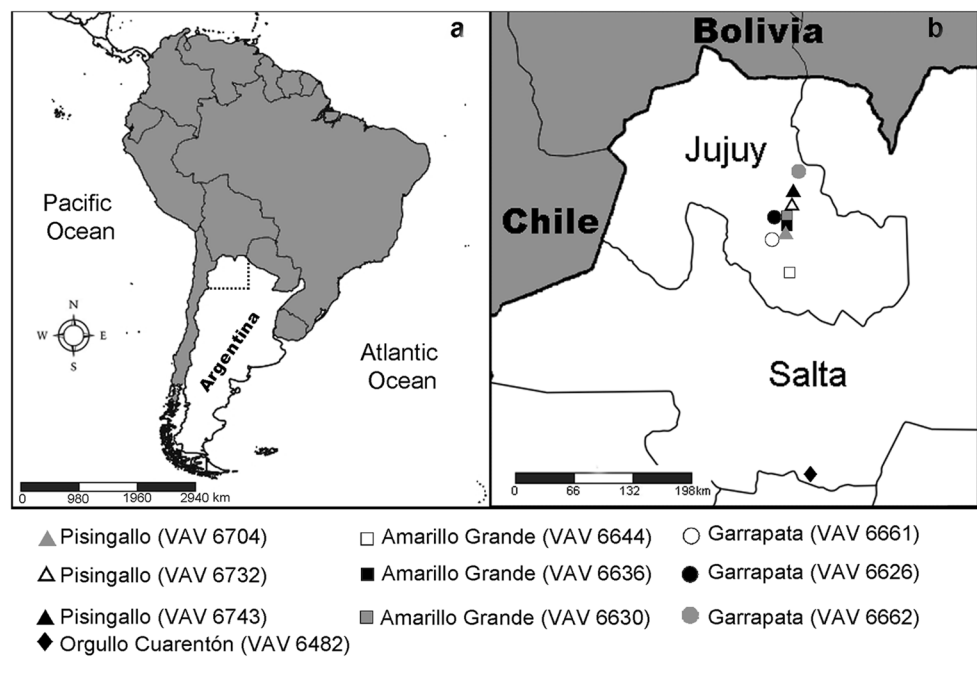 a
Pacific
Ocean
N
W E
S
Argentina
Atlantic
Ocean
0 980 1960 2940 km
b
Bolivia
Jujuy
Chile
Salta
0 66 132 198km
Pisingallo (VAV 6704)
Pisingallo (VAV 6732)
Pisingallo (VAV 6743)
Orgullo Cuarentón (VAV 6482)
Amarillo Grande (VAV 6644)
Amarillo Grande (VAV 6636)
Amarillo Grande (VAV 6630)
Garrapata (VAV 6661)
Garrapata (VAV 6626)
Garrapata (VAV 6662)